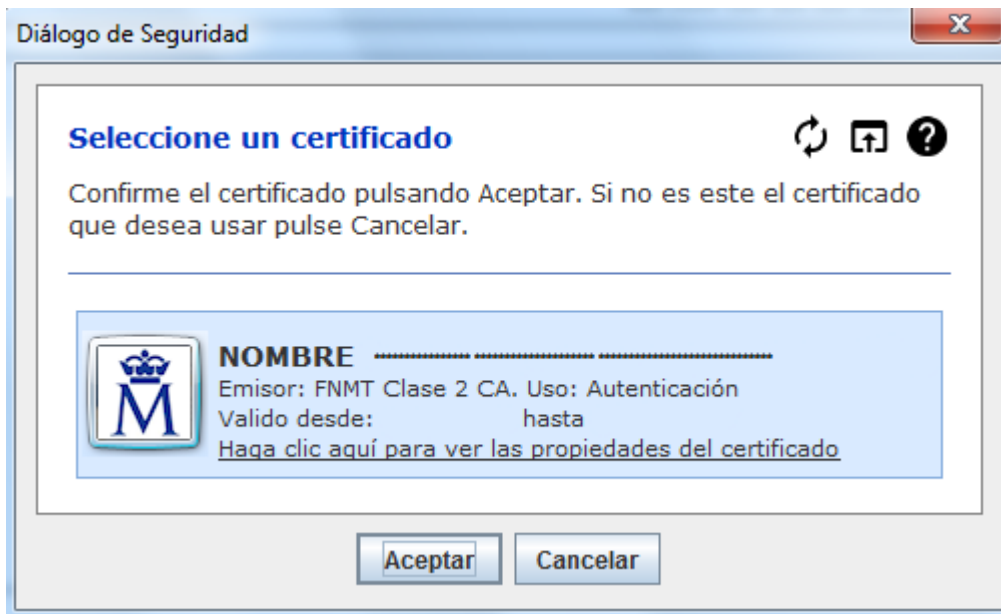 Diálogo de Seguridad
Seleccione un certificado
Confirme el certificado pulsando Aceptar. Si no es este el certificado
que desea usar pulse Cancelar.
NOMBRE
Emisor: FNMT Clase 2 CA. Uso: Autenticación
Valido desde: hasta
Haga clic aquí para ver las propiedades del certificado
Aceptar Cancelar